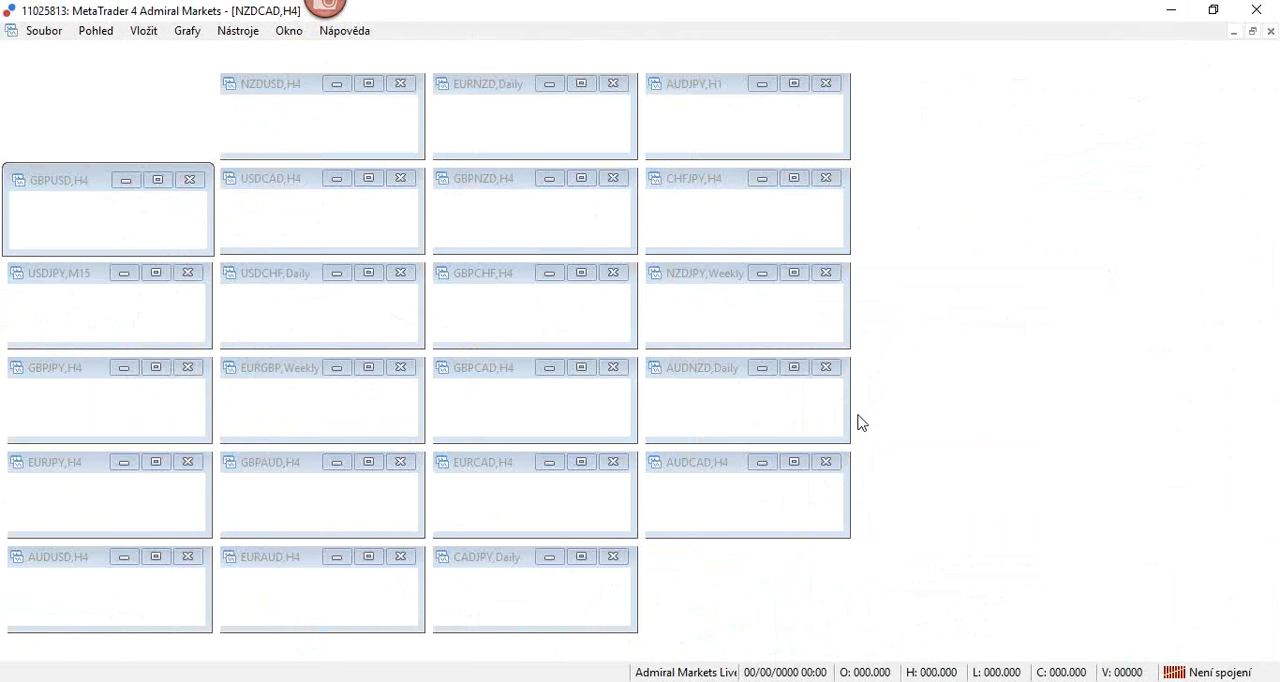 11025813: MetaTrader 4 Admiral Markets - [NZDCAD,H4]
Soubor Pohled Vložit Grafy Nástroje Okno Nápověda
NZDUSD,H4 EURNZD,Daily AUDJPY,H1
GBPUSD,H4 USDCAD,H4 GBPNZD,H4 CHFJPY,H4
USDJPY,M15 USDCHF,Daily GBPCHF,H4 NZDJPY,Weekly
GBPJPY,H4 EURGBP,Weekly GBPCAD,H4 AUDNZD,Daily
EURJPY,H4 GBPAUD,H4 EURCAD,H4 AUDCAD,H4
AUDUSD,H4 EURAUD,H4 CADJPY,Daily
Admiral Markets Live 00/00/0000 00:00 O: 000.000 H: 000.000 L: 000.000 C: 000.000 V: 00000 Není spojení